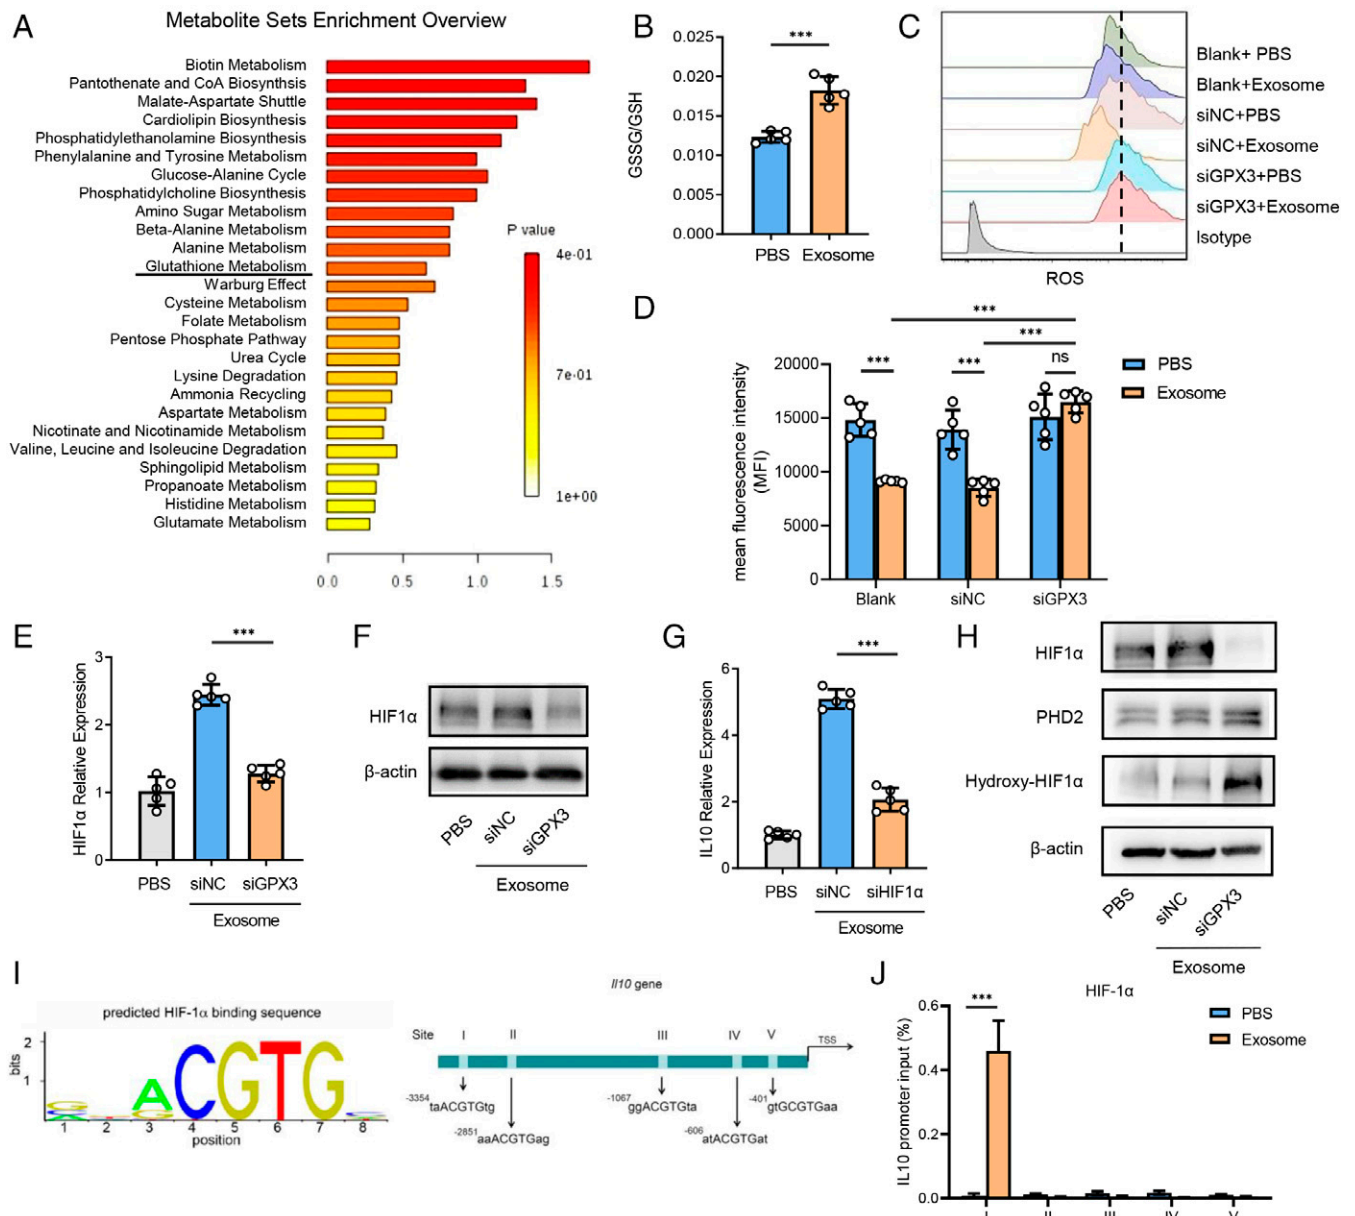 A
Metabolite Sets Enrichment Overview
Biotin Metabolism
Pantothenate and CoA Biosynthsis
Malate-Aspartate Shuttle
Cardiolipin Biosynthesis
Phosphatidylethanolamine Biosynthesis
Phenylalanine and Tyrosine Metabolism
Glucose-Alanine Cycle
Phosphatidylcholine Biosynthesis
Amino Sugar Metabolism
Beta-Alanine Metabolism
Alanine Metabolism
Glutathione Metabolism
Warburg Effect
Cysteine Metabolism
Folate Metabolism
Pentose Phosphate Pathway
Urea Cycle
Lysine Degradation
Ammonia Recycling
Aspartate Metabolism
Nicotinate and Nicotinamide Metabolism
Valine, Leucine and Isoleucine Degradation
Sphingolipid Metabolism
Propanoate Metabolism
Histidine Metabolism
Glutamate Metabolism
P value
4e-01
7e-01
1e+00
0.0 0.5 1.0 1.5
B
GSSG/GSH
0.025
0.020
0.015
0.010
0.005
0.000
***
PBS Exosome
C
Blank+ PBS
Blank+Exosome
siNC+PBS
siNC+Exosome
siGPX3+PBS
siGPX3+Exosome
Isotype
ROS
D
mean fluorescence intensity
(MFI)
20000
15000
10000
5000
0
***
***
*** *** ns
PBS
Exosome
Blank siNC siGPX3
E
HIF1α Relative Expression
3
2
1
0
***
PBS siNC siGPX3
Exosome
F
HIF1α
β-actin
PBS siNC siGPX3
Exosome
G
IL10 Relative Expression
6
4
2
0
***
PBS siNC siHIF1α
Exosome
H
HIF1α
PHD2
Hydroxy-HIF1α
β-actin
PBS siNC siGPX3
Exosome
I
predicted HIF-1α binding sequence
bits
2
1
ACGTG
1 2 3 4 5 6 7 8
position
Il10 gene
Site I II III IV V
TSS
-3354
taACGTGtg
-2851
aaACGTGag
-1067
ggACGTGta
-606
atACGTGat
-401
gtGCGTGaa
J
HIF-1α
IL10 promoter input (%)
0.6
0.4
0.2
0.0
***
PBS
Exosome
I II III IV V